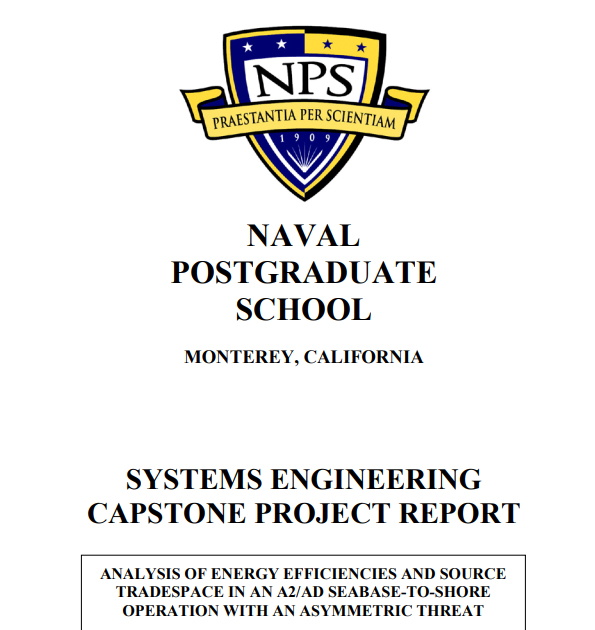 NPS
PRAESTANTIA PER SCIENTIAM
1909
NAVAL
POSTGRADUATE
SCHOOL
MONTEREY, CALIFORNIA
SYSTEMS ENGINEERING
CAPSTONE PROJECT REPORT
ANALYSIS OF ENERGY EFFICIENCIES AND SOURCE
TRADESPACE IN AN A2/AD SEABASE-TO-SHORE
OPERATION WITH AN ASYMMETRIC THREAT